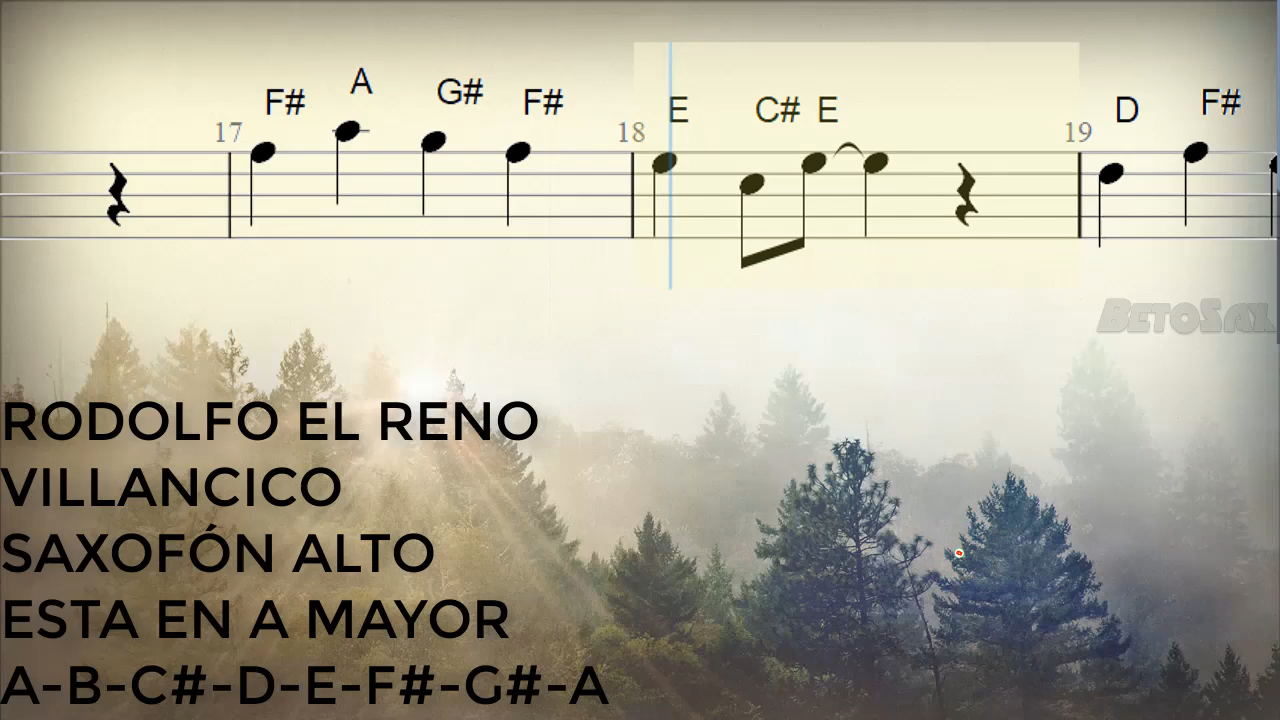 F# A G# F# E C# E D F#
17 18 19
BETOSAX
RODOLFO EL RENO
VILLANCICO
SAXOFÓN ALTO
ESTA EN A MAYOR
A-B-C#-D-E-F#-G#-A